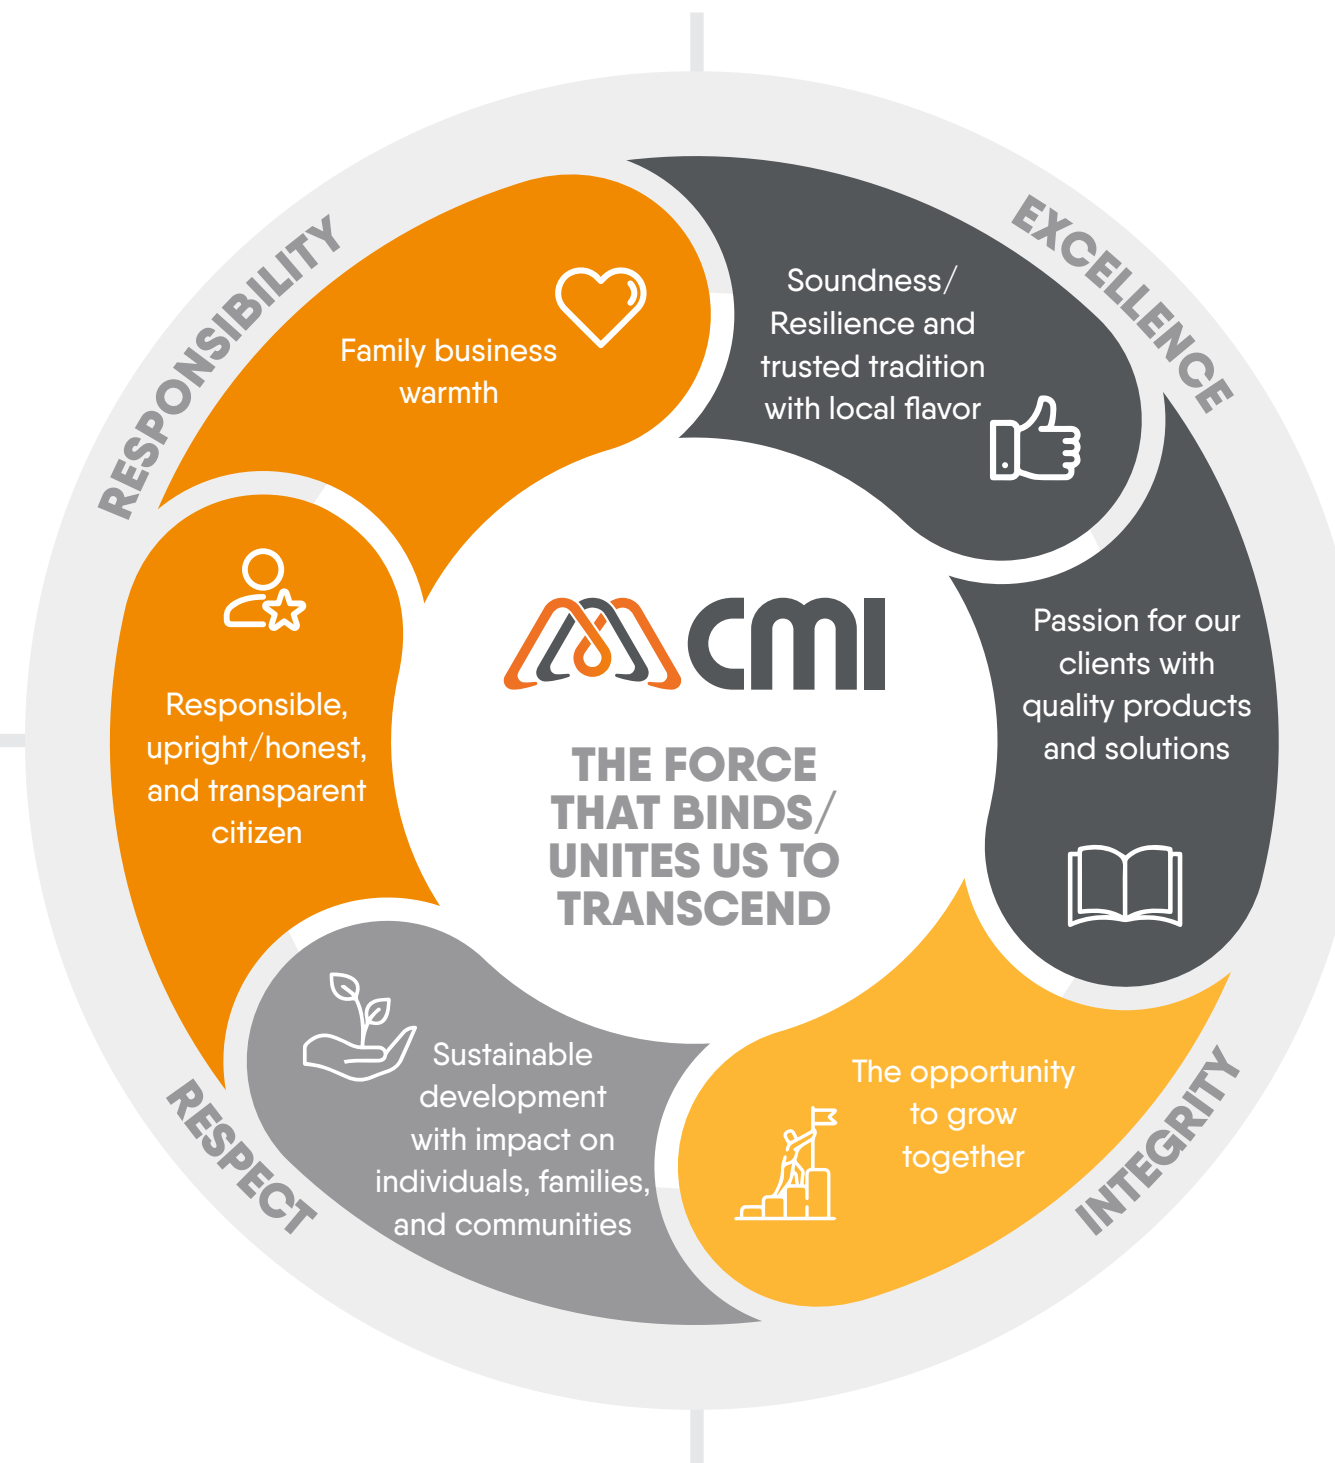 RESPONSIBILITY
EXCELLENCE
Family business
warmth
Soundness/
Resilience and
trusted tradition
with local flavor
Passion for our
clients with
quality products
and solutions
Responsible,
upright/honest,
and transparent
citizen
CMI
THE FORCE
THAT BINDS/
UNITES US TO
TRANSCEND
Sustainable
development
with impact on
individuals, families,
and communities
The opportunity
to grow
together
RESPECT
INTEGRITY